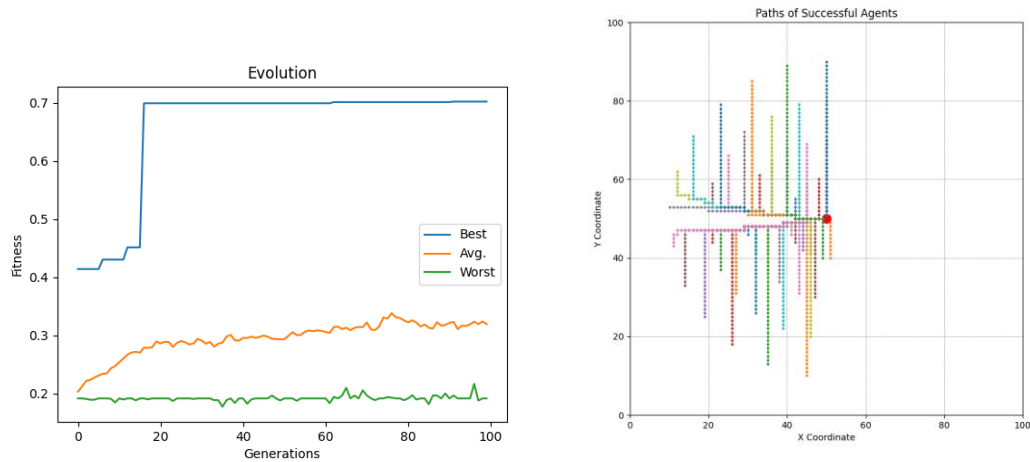 Evolution
0.7
0.6
0.5
0.4
0.3
0.2
Fitness
Best
Avg.
Worst
0 20 40 60 80 100
Generations
Paths of Successful Agents
100
80
60
40
20
0
Y Coordinate
0 20 40 60 80 100
X Coordinate